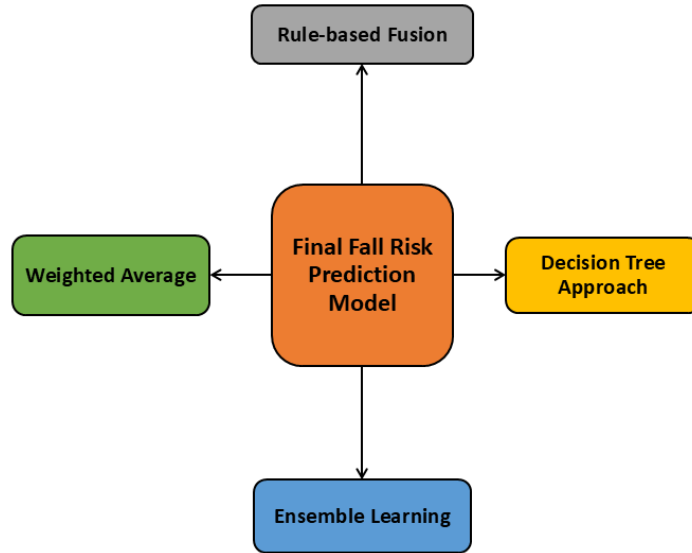 Rule-based Fusion
Final Fall Risk
Prediction
Model
Weighted Average
Decision Tree
Approach
Ensemble Learning